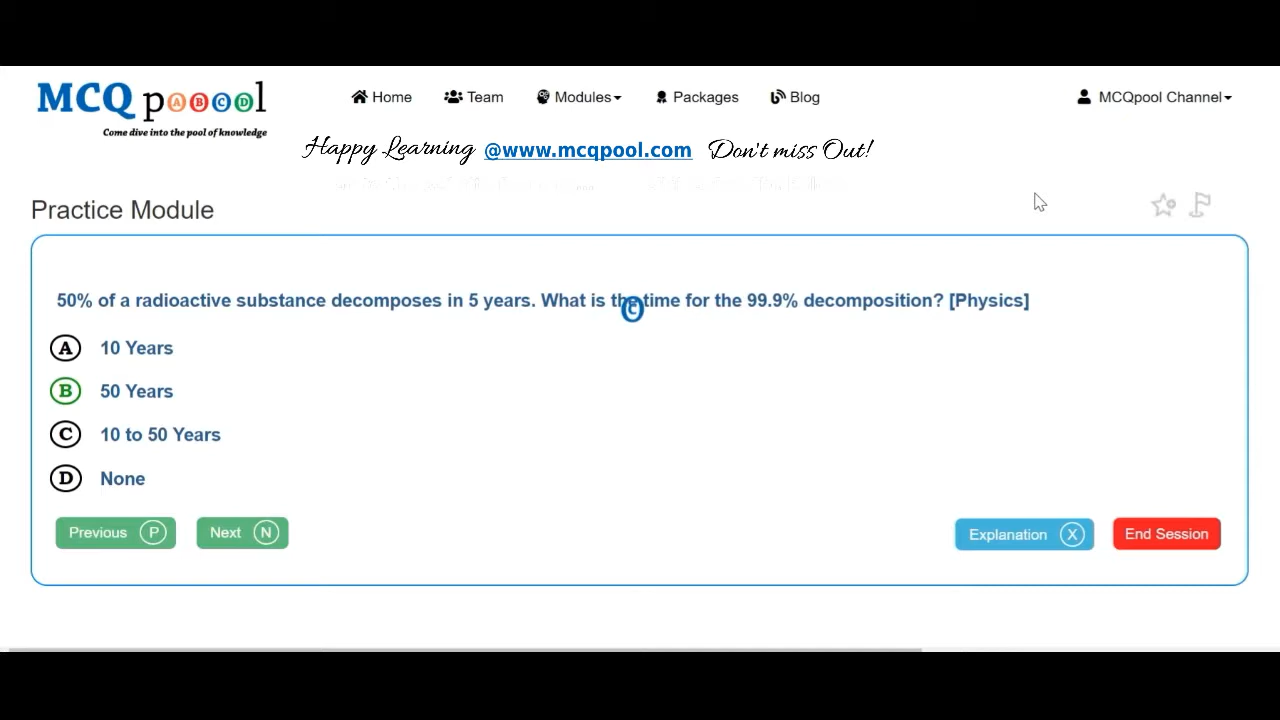 MCQ pooool
Come dive into the pool of knowledge
Home Team Modules Packages Blog MCQpool Channel
Happy Learning @www.mcqpool.com Don't miss Out!
Practice Module
50% of a radioactive substance decomposes in 5 years. What is the time for the 99.9% decomposition? [Physics]
A 10 Years
B 50 Years
C 10 to 50 Years
D None
Previous P Next N Explanation X End Session